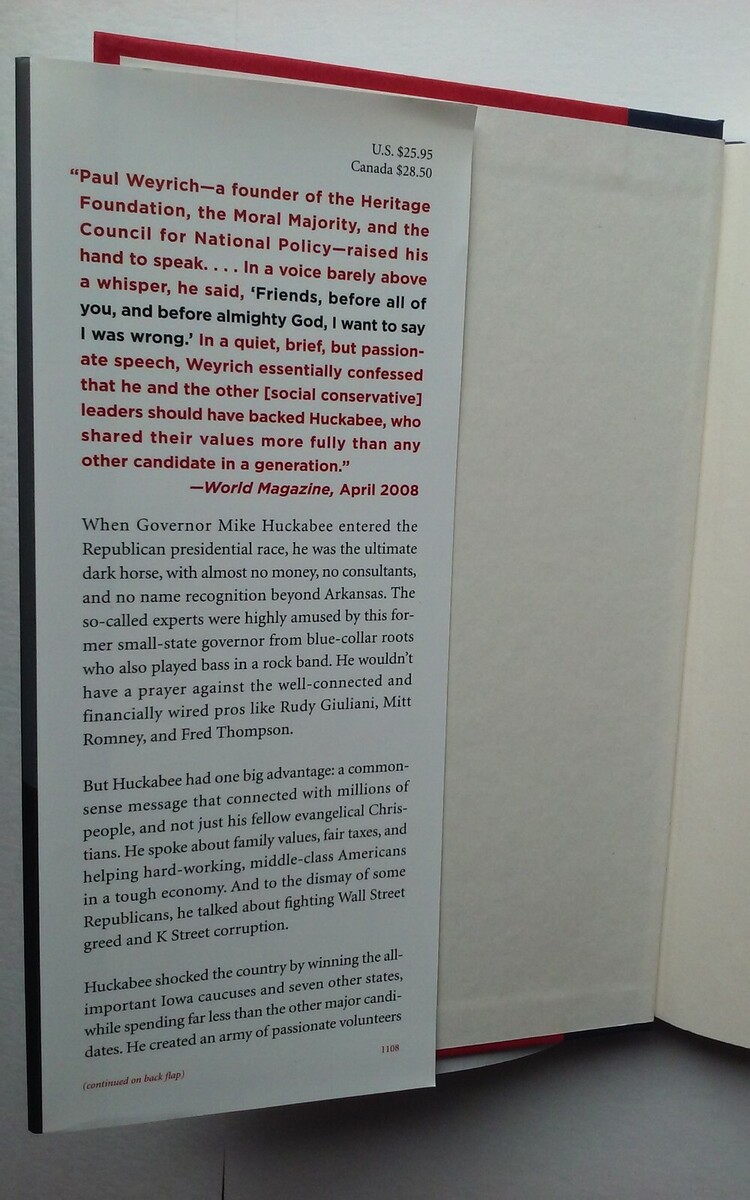 U.S. $25.95
Canada $28.50
“Paul Weyrich—a founder of the Heritage
Foundation, the Moral Majority, and the
Council for National Policy—raised his
hand to speak. . . . In a voice barely above
a whisper, he said, ‘Friends, before all of
you, and before almighty God, I want to say
I was wrong.’ In a quiet, brief, but passion-
ate speech, Weyrich essentially confessed
that he and the other [social conservative]
leaders should have backed Huckabee, who
shared their values more fully than any
other candidate in a generation.”
—World Magazine, April 2008
When Governor Mike Huckabee entered the
Republican presidential race, he was the ultimate
dark horse, with almost no money, no consultants,
and no name recognition beyond Arkansas. The
so-called experts were highly amused by this for-
mer small-state governor from blue-collar roots
who also played bass in a rock band. He wouldn’t
have a prayer against the well-connected and
financially wired pros like Rudy Giuliani, Mitt
Romney, and Fred Thompson.
But Huckabee had one big advantage: a common-
sense message that connected with millions of
people, and not just his fellow evangelical Chris-
tians. He spoke about family values, fair taxes, and
helping hard-working, middle-class Americans
in a tough economy. And to the dismay of some
Republicans, he talked about fighting Wall Street
greed and K Street corruption.
Huckabee shocked the country by winning the all-
important Iowa caucuses and seven other states,
while spending far less than the other major candi-
dates. He created an army of passionate volunteers
1108
(continued on back flap)